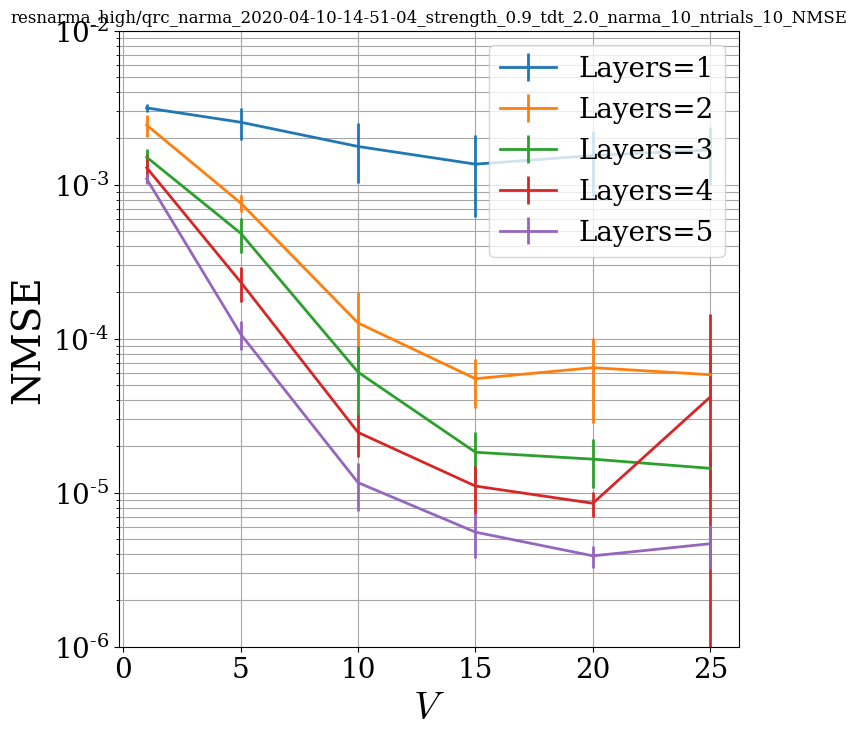 resnarma_high/qrc_narma_2020-04-10-14-51-04_strength_0.9_tdt_2.0_narma_10_ntrials_10_NMSE
10^-2
10^-3
10^-4
10^-5
10^-6
NMSE
Layers=1
Layers=2
Layers=3
Layers=4
Layers=5
0 5 10 15 20 25
V